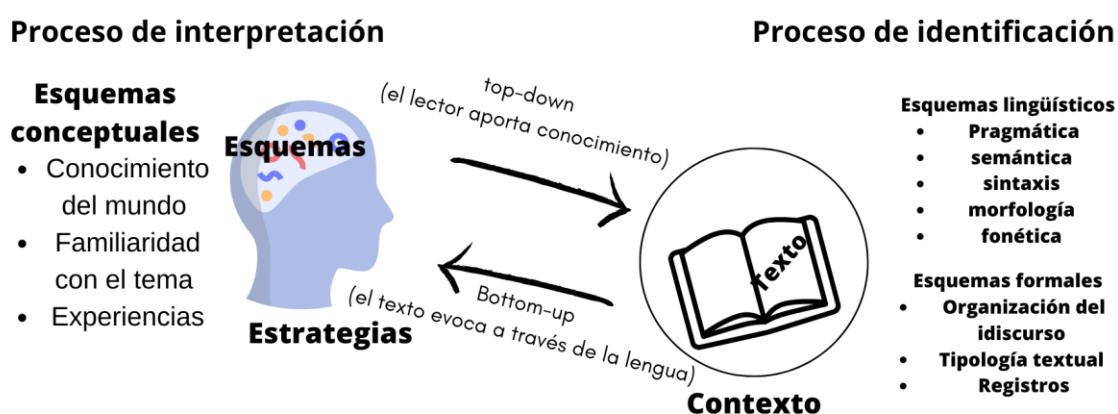 Proceso de interpretación
Proceso de identificación
Esquemas
conceptuales
• Conocimiento
del mundo
• Familiaridad
con el tema
• Experiencias
Esquemas
Estrategias
top-down
(el lector aporta conocimiento)
Bottom-up
(el texto evoca a través de la lengua)
Texto
Contexto
Esquemas lingüísticos
• Pragmática
• semántica
• sintaxis
• morfología
• fonética
Esquemas formales
• Organización del
idiscurso
• Tipología textual
• Registros